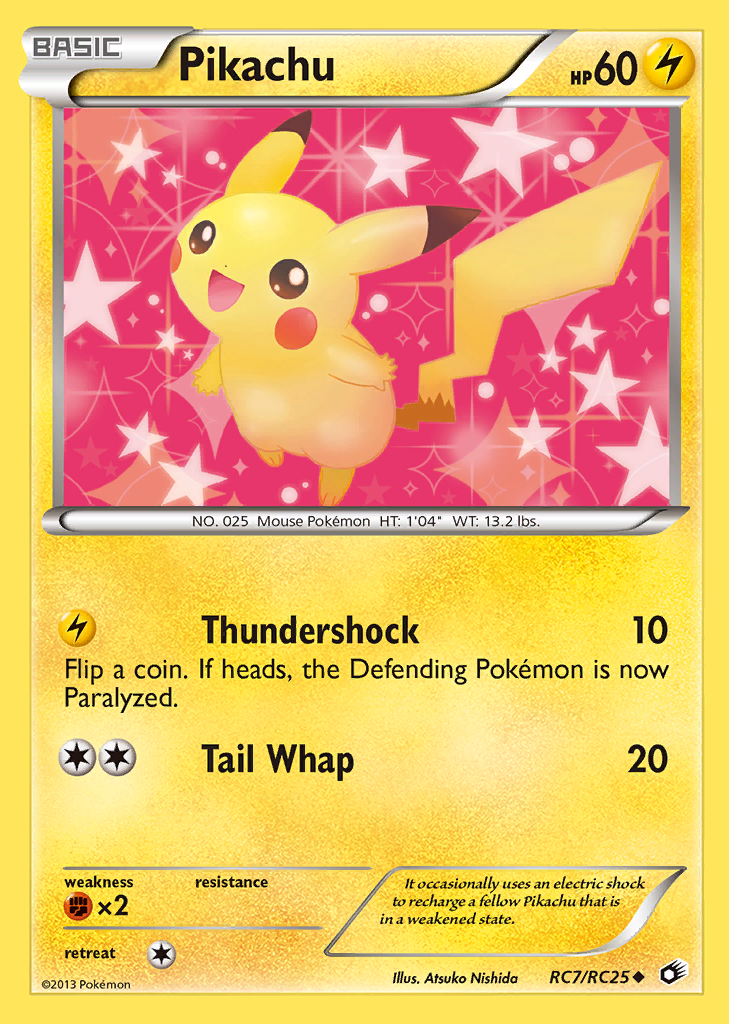 BASIC Pikachu HP60
NO. 025 Mouse Pokémon HT: 1'04" WT: 13.2 lbs.
Thundershock 10
Flip a coin. If heads, the Defending Pokémon is now
Paralyzed.
Tail Whap 20
weakness resistance
×2
It occasionally uses an electric shock
to recharge a fellow Pikachu that is
in a weakened state.
retreat
©2013 Pokémon Illus. Atsuko Nishida RC7/RC25